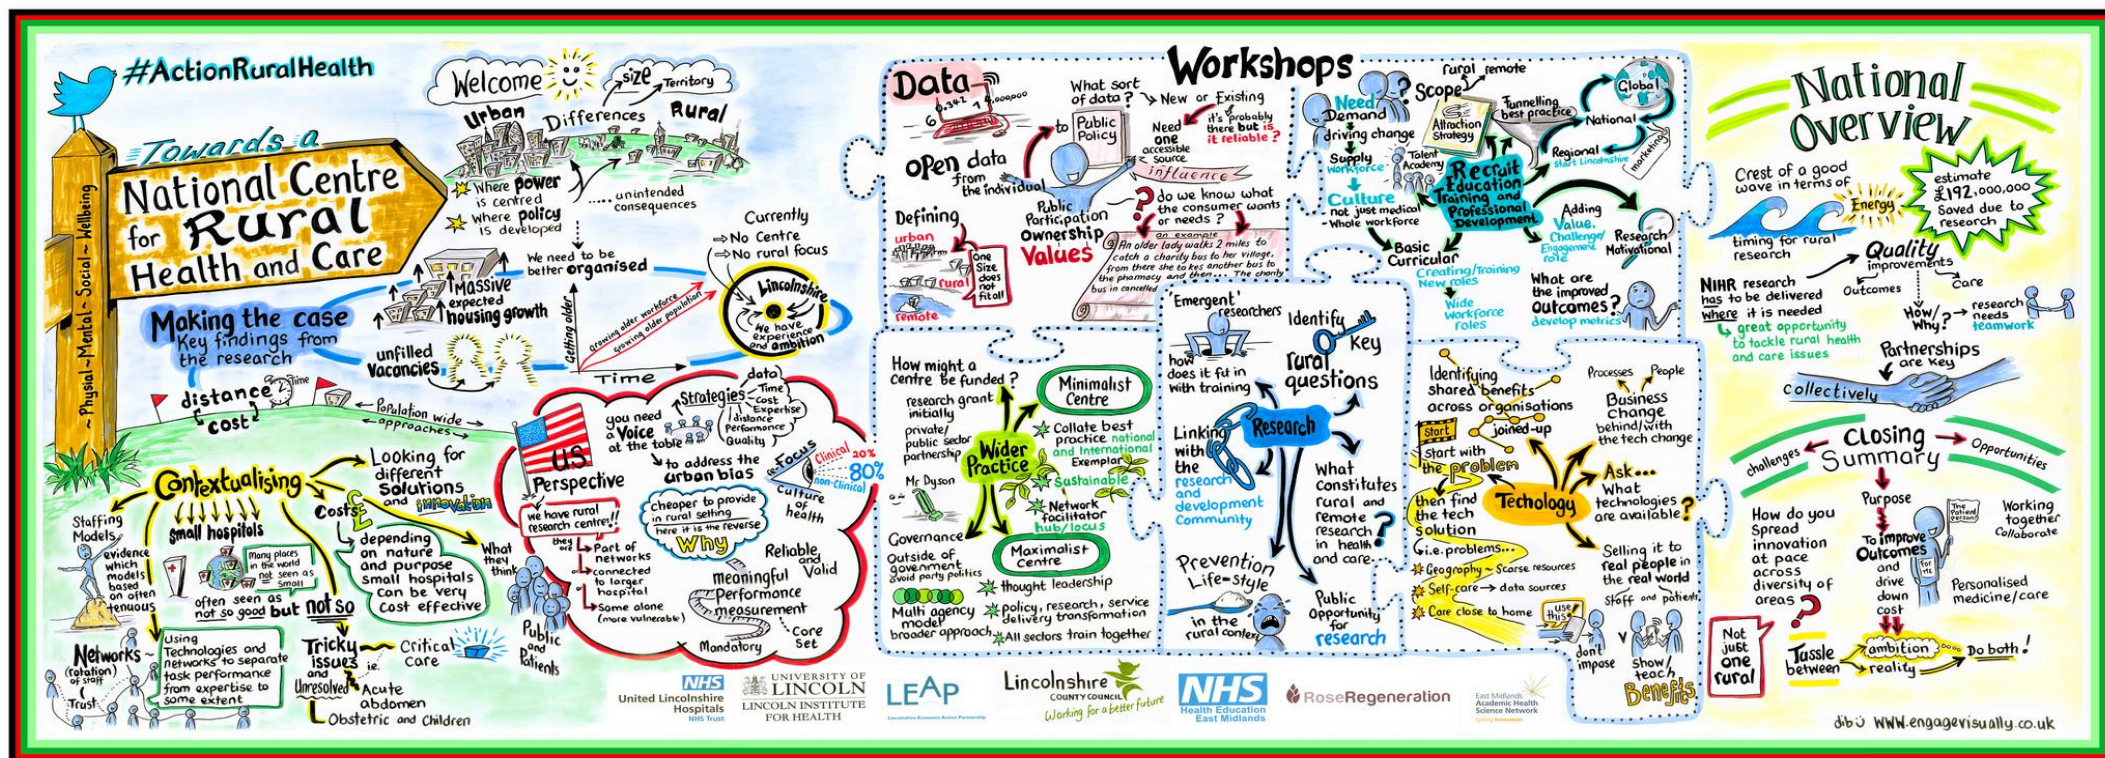 #ActionRuralHealth
Towards a
National Centre
for Rural
Health and Care
~ Physial ~ Mental ~ Social ~ Wellbeing
Welcome
size
Territory
Urban
Differences
Rural
Where power
is centred
Where policy
is developed
..... unintended
consequences
We need to be
better organised
Currently
⇒ No Centre
⇒ No rural focus
Lincolnshire
We have
experience
and ambition
Making the case
Key findings from
the research
Massive
expected
housing growth
unfilled
Vacancies
Getting older
Growing older workforce
Growing older population
Time
distance
Time
cost
Population wide
approaches
Contextualising
Looking for
different
Solutions
and innovation
Staffing
Models
evidence
which
models
based
on often
tenuous
small hospitals
Many places
in the world
not seen as
small
often seen as
not so good but not so
Costs £
depending
on nature
and purpose
small hospitals
can be very
cost effective
What
they
think
Public
and
Patients
Networks ~
(rotation)
of staff
Trust
Using
Technologies and
networks to separate
task performance
from expertise to
some extent
Tricky
issues
and
Unresolved
ie.
Critical
care
Acute
abdomen
Obstetric and Children
US
Perspective
you need
a Voice
at the table
Strategies
data
Time
cost
Expertise
distance
Performance
Quality
to address the
urban bias
re-Focus
Clinical 20%
80%
non-Clinical
Culture
of
health
we have rural
research centre!!
they
are
Part of
networks
connected
to larger
hospital
Some alone
(more vulnerable)
Cheaper to provide
in rural setting
here it is the reverse
Why
Reliable
and
Valid
meaningful
Performance
measurement
Mandatory
Core
Set
Workshops
Data
What sort
of data?
New or Existing
it's probably
there but is
it reliable?
Need
one
accessible
source
to
Public
Policy
open data
from
the individual
influence
Public
Participation
Ownership
Values
? do we know what
the consumer wants
or needs?
Defining
urban
rural
remote
One
Size
does
not
fit all
an example
An older lady walks 2 miles to
catch a charity bus to her village,
from there she takes another bus to
the pharmacy and then... The charity
bus in cancelled
Need
Demand
?
driving change
Supply
workforce
Culture
not just medical
- Whole workforce
Scope
rural
remote
Attraction
Strategy
Funnelling
best practice
Global
National
Regional
Start Lincolnshire
marketing
Talent
Academy
Recruit
Education
Training and
Professional
Development
Basic
Curricular
Creating/Training
New roles
Wide
Workforce
roles
Adding
Value,
Challenge/
Engagement
role
Research
Motivational
What are
the improved
Outcomes?
develop metrics
How might a
centre be funded?
research grant
initially
private/
public sector
partnership
Mr Dyson
Wider
Practice
Minimalist
Centre
Collate best
practice national
and International
Exemplar
Sustainable
Network
facilitator
hub/locus
Maximalist
Centre
thought leadership
policy, research, service
delivery transformation
All sectors train together
Governance
Outside of
government
avoid party politics
Multi agency
model
broader approach
'Emergent'
researchers
how
does it fit in
with training
Identify
Key
rural
questions
Research
Linking
with
the
research
and
development
Community
What
constitutes
rural and
remote
research
in health
and care
?
Prevention
Life-style
in the
rural context
Public
Opportunity
for
research
Identifying
shared benefits
across organisations
joined-up
Processes
People
Business
Change
behind/with
the tech change
Start
start with
the problem
then find
the tech
solution
i.e. problems...
Geography ~ Scarse resources
Self-care → data sources
Care close to home
Techology
Ask...
What
technologies
are available?
Selling it to
real people in
the real world
Staff and patients
use
this!
don't
impose
v
Show/
teach
Benefits
National
Overview
Crest of a good
wave in terms of
Energy
timing for rural
research
estimate
£192,000,000
Saved due to
research
Quality
improvements
Outcomes
Care
How/
Why?
research
needs
teamwork
NIHR research
has to be delivered
where it is needed
great opportunity
to tackle rural health
and care issues
Partnerships
are key
collectively
Closing
Summary
challenges
Opportunities
Purpose
To improve
Outcomes
and
drive
down
cost
How do you
Spread
innovation
at pace
across
diversity of
areas?
The
Patient
Person!
For
Me
Working
together
Collaborate
Personalised
medicine/care
Not
just
one
rural
Tussle
between
ambition
reality
Do both!
NHS
United Lincolnshire
Hospitals
NHS Trust
UNIVERSITY OF
LINCOLN
LINCOLN INSTITUTE
FOR HEALTH
LEAP
Lincolnshire Economic Action Partnership
Lincolnshire
COUNTY COUNCIL
Working for a better future
NHS
Health Education
East Midlands
RoseRegeneration
East Midlands
Academic Health
Science Network
www.engagevisually.co.uk